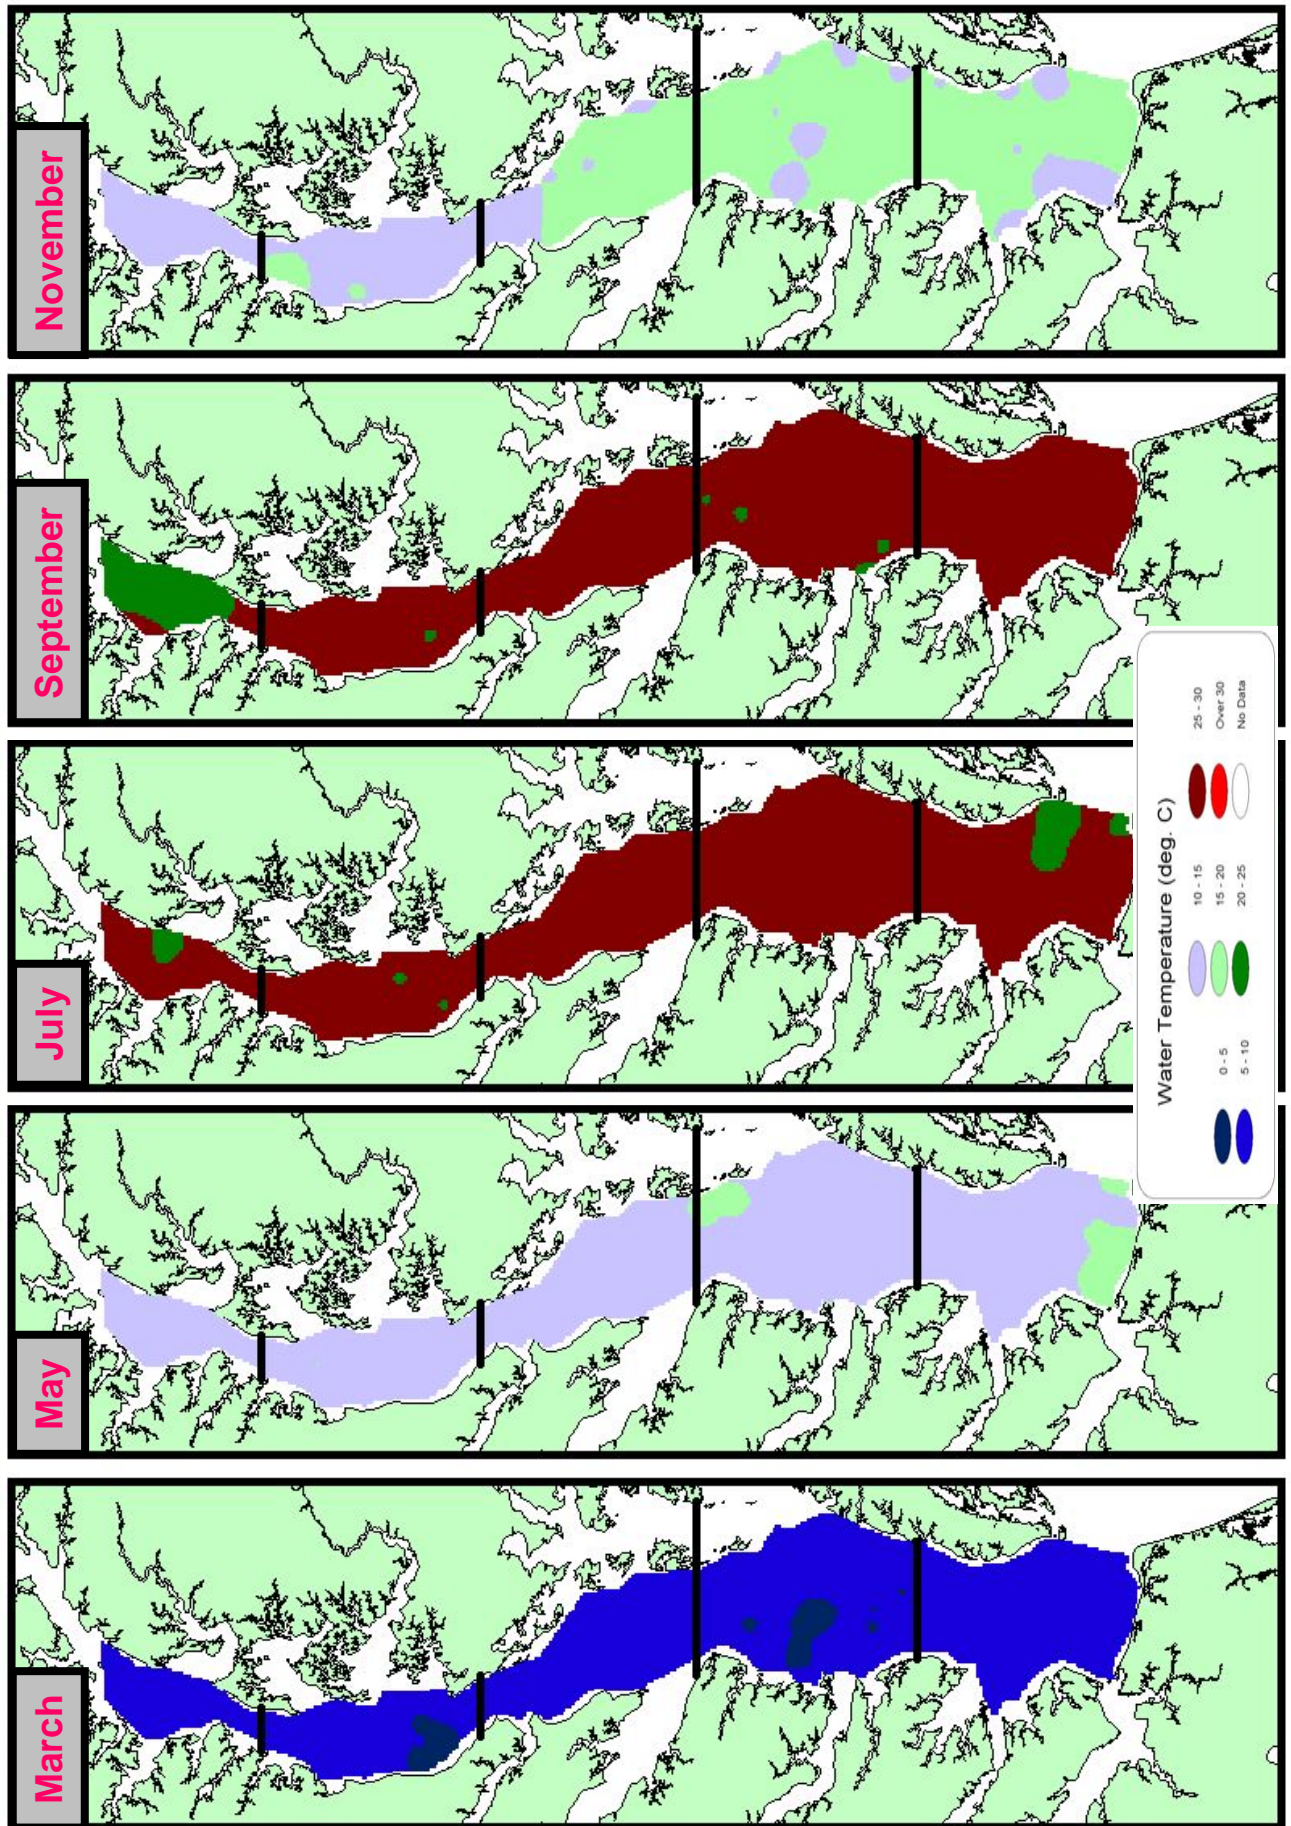 March
May
July
September
November
Water Temperature (deg. C)
0 - 5
5 - 10
10 - 15
15 - 20
20 - 25
25 - 30
Over 30
No Data